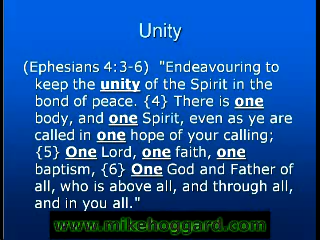 Unity
(Ephesians 4:3-6)  "Endeavouring to
keep the unity of the Spirit in the
bond of peace. {4} There is one
body, and one Spirit, even as ye are
called in one hope of your calling;
{5} One Lord, one faith, one
baptism, {6} One God and Father of
all, who is above all, and through all,
and in you all."
www.mikehoggard.com